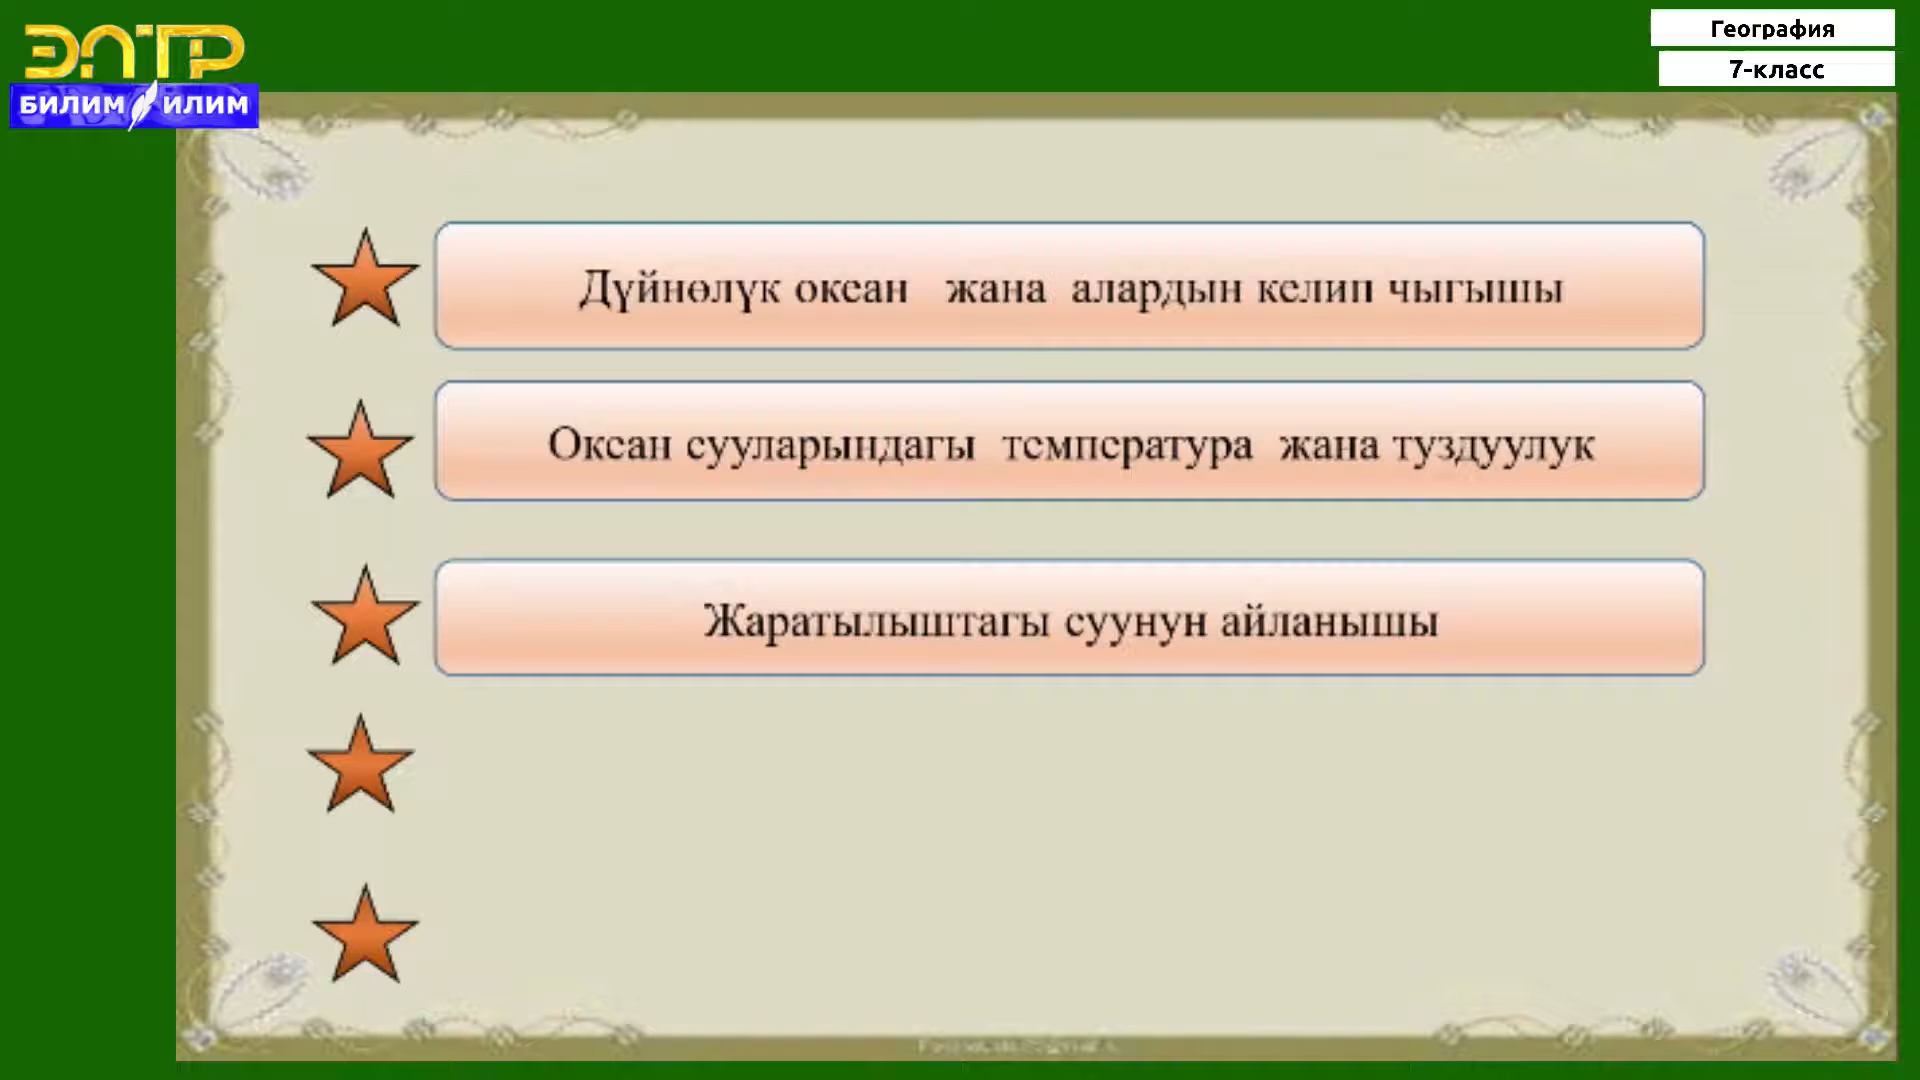 ЭЛТР
БИЛИМ ИЛИМ
География
7-класс
Дүйнөлүк океан жана алардын келип чыгышы
Океан сууларындагы температура жана туздуулук
Жаратылыштагы суунун айланышы